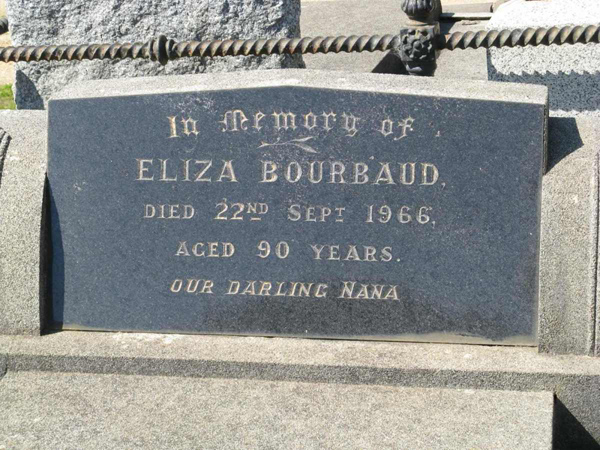 In Memory of
ELIZA BOURBAUD,
DIED 22ND SEPT 1966.
AGED 90 YEARS.
OUR DARLING NANA